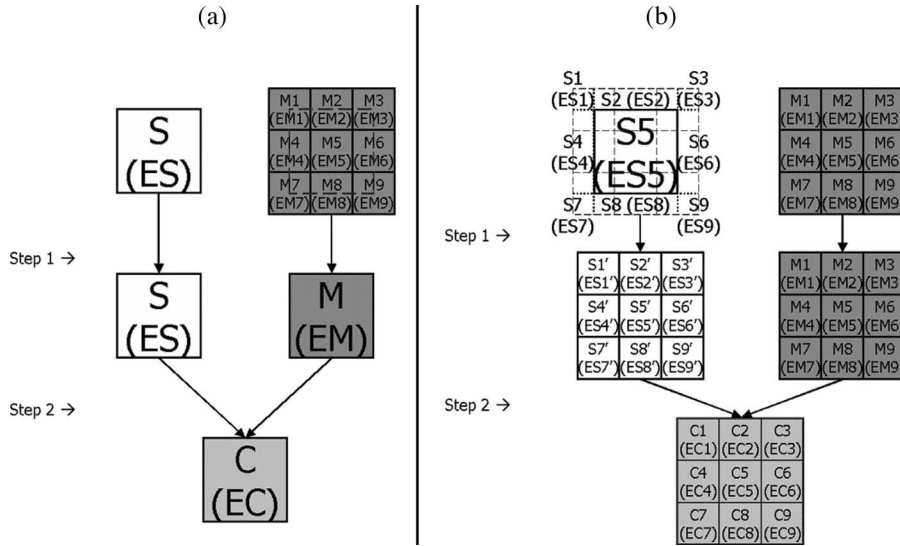 (a)
S
(ES)
M1 M2 M3
(EM1) (EM2) (EM3)
M4 M5 M6
(EM4) (EM5) (EM6)
M7 M8 M9
(EM7) (EM8) (EM9)
Step 1 →
S
(ES)
M
(EM)
Step 2 →
C
(EC)
(b)
S1 S3
(ES1) S2 (ES2) (ES3)
S5
S4 S6
(ES4) (ES6)
(ES5)
S7 S8 (ES8) S9
(ES7) (ES9)
M1 M2 M3
(EM1) (EM2) (EM3)
M4 M5 M6
(EM4) (EM5) (EM6)
M7 M8 M9
(EM7) (EM8) (EM9)
Step 1 →
S1' S2' S3'
(ES1') (ES2') (ES3')
S4' S5' S6'
(ES4') (ES5') (ES6')
S7' S8' S9'
(ES7') (ES8') (ES9')
M1 M2 M3
(EM1) (EM2) (EM3)
M4 M5 M6
(EM4) (EM5) (EM6)
M7 M8 M9
(EM7) (EM8) (EM9)
Step 2 →
C1 C2 C3
(EC1) (EC2) (EC3)
C4 C5 C6
(EC4) (EC5) (EC6)
C7 C8 C9
(EC7) (EC8) (EC9)